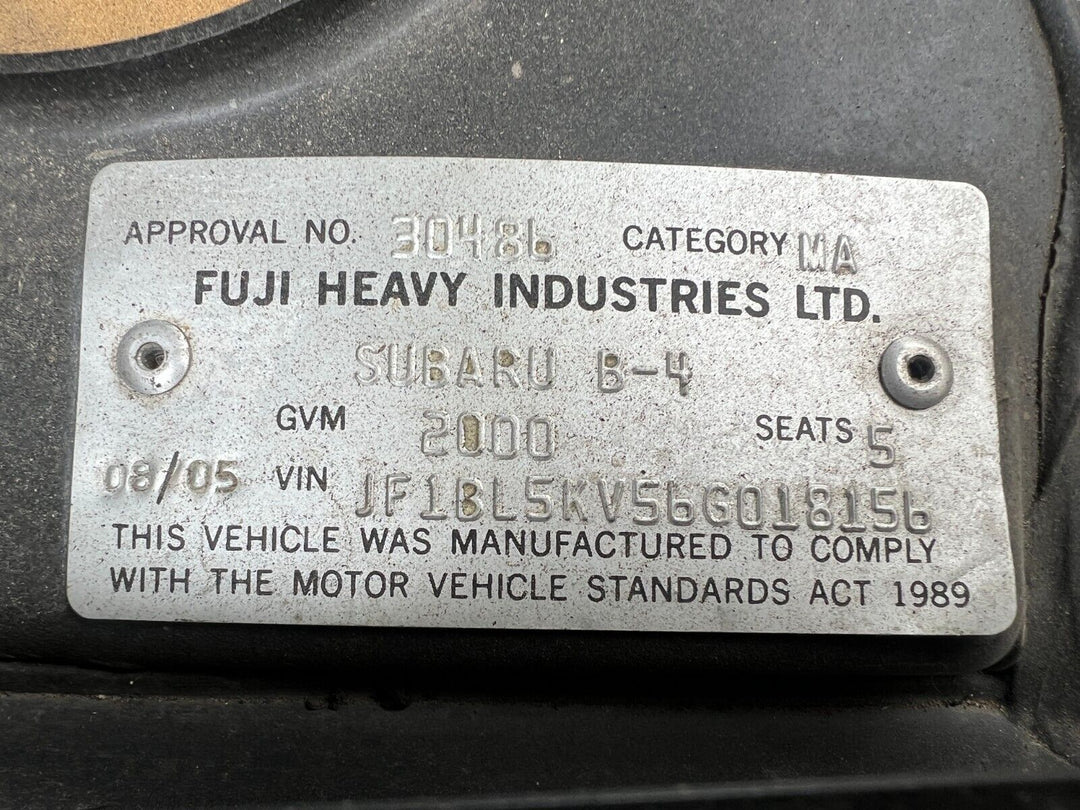 APPROVAL NO. 30486 CATEGORY MA
FUJI HEAVY INDUSTRIES LTD.
SUBARU B-4
GVM 2000 SEATS 5
08/05 VIN JF1BL5KV56G018156
THIS VEHICLE WAS MANUFACTURED TO COMPLY
WITH THE MOTOR VEHICLE STANDARDS ACT 1989